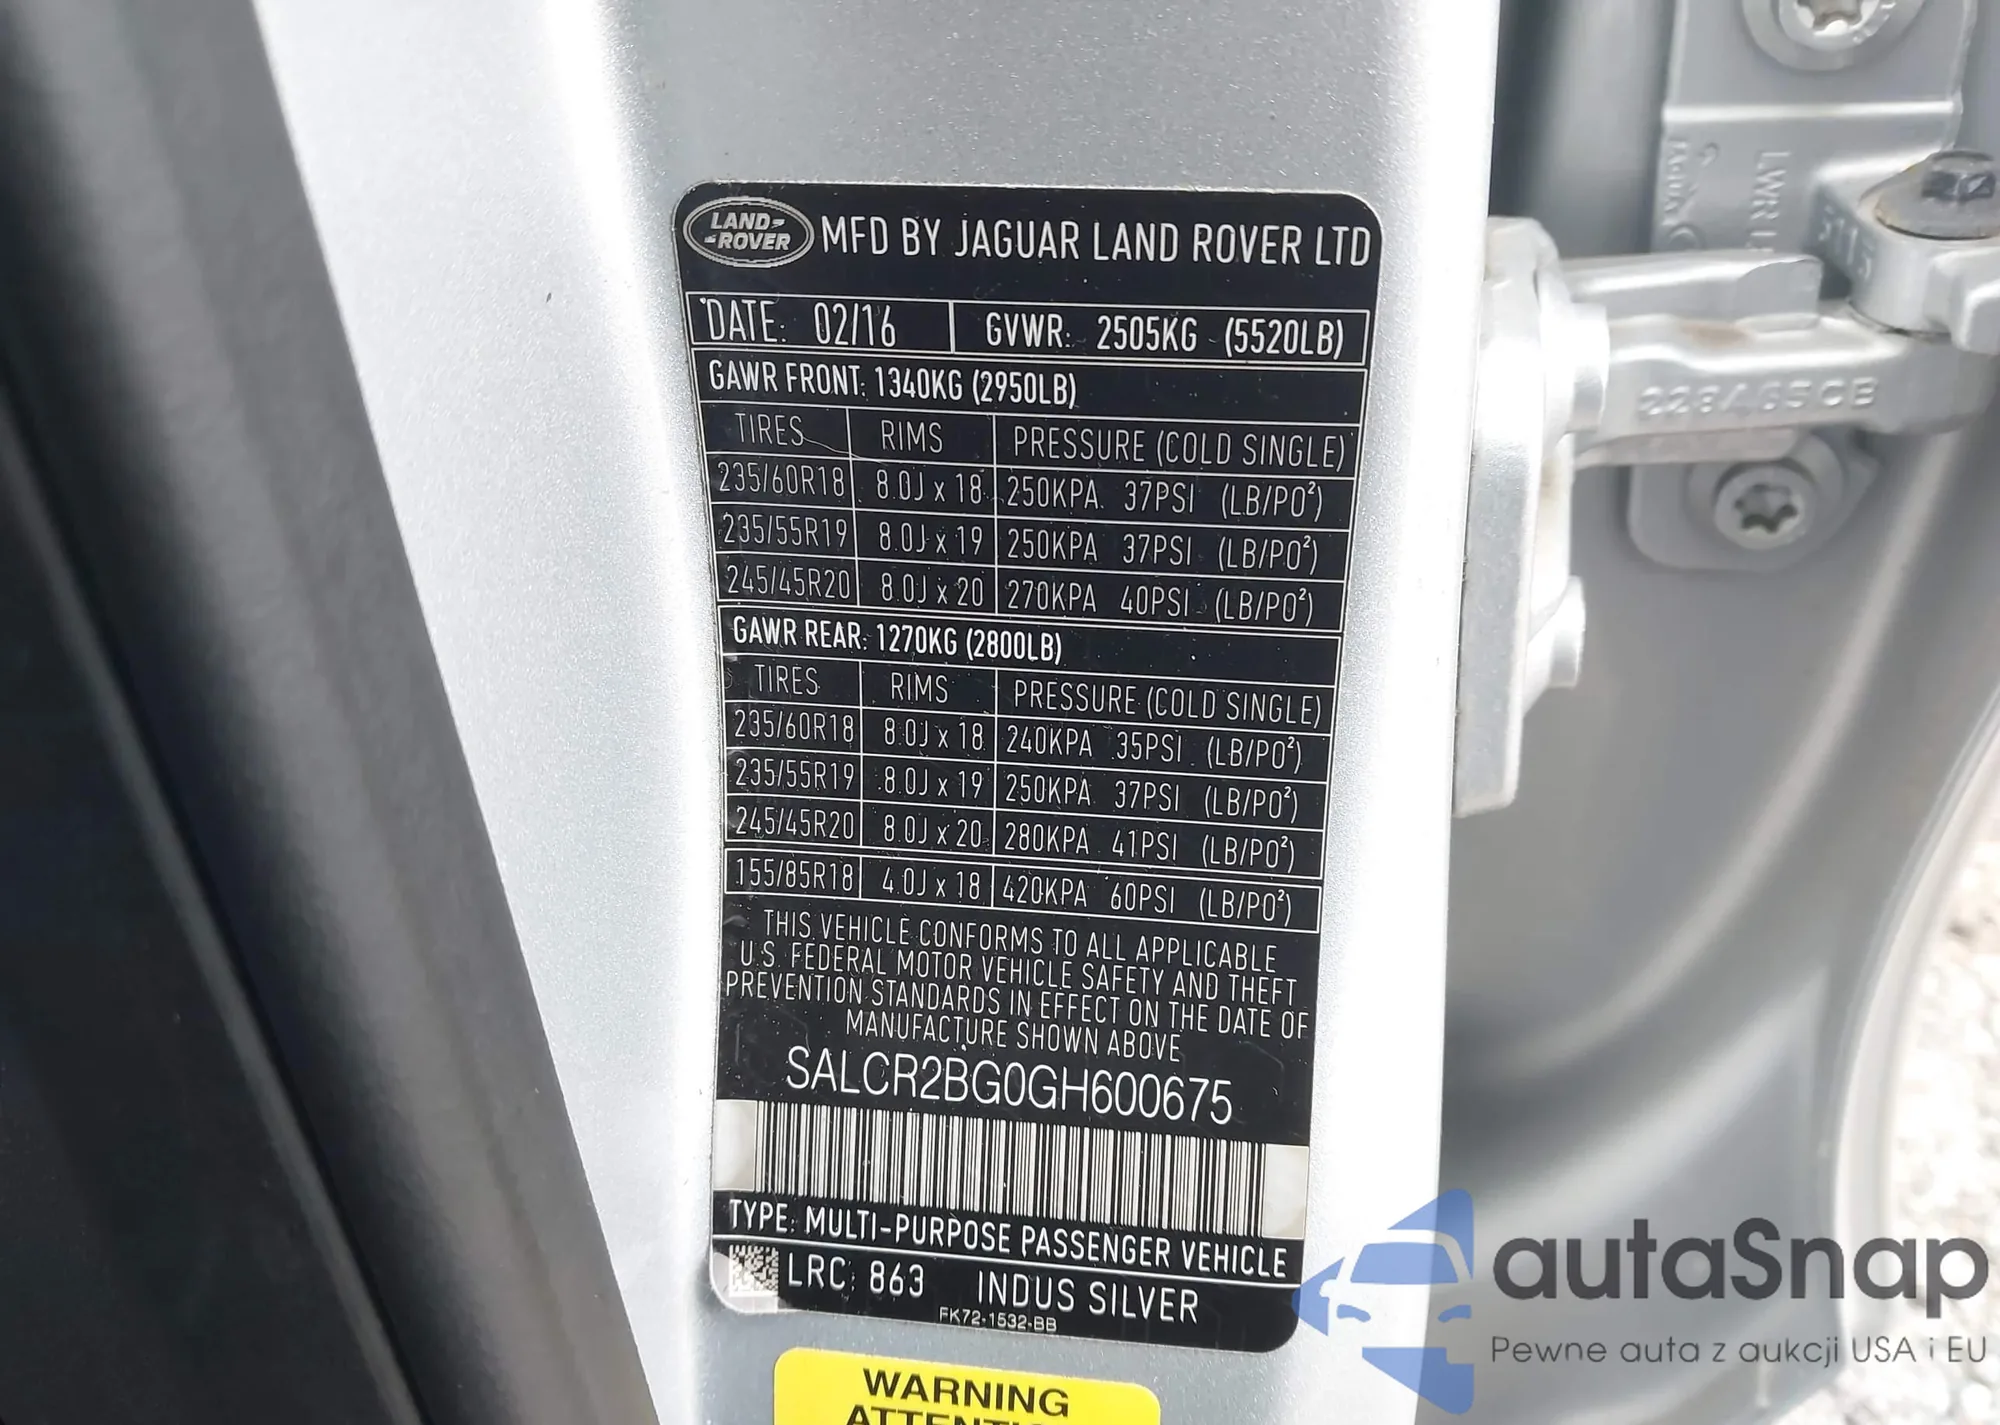 LAND ROVER MFD BY JAGUAR LAND ROVER LTD
DATE: 02/16 GVWR: 2505KG (5520LB)
GAWR FRONT: 1340KG (2950LB)
TIRES RIMS PRESSURE (COLD SINGLE)
235/60R18 8.0J x 18 250KPA 37PSI (LB/PO²)
235/55R19 8.0J x 19 250KPA 37PSI (LB/PO²)
245/45R20 8.0J x 20 270KPA 40PSI (LB/PO²)
GAWR REAR: 1270KG (2800LB)
TIRES RIMS PRESSURE (COLD SINGLE)
235/60R18 8.0J x 18 240KPA 35PSI (LB/PO²)
235/55R19 8.0J x 19 250KPA 37PSI (LB/PO²)
245/45R20 8.0J x 20 280KPA 41PSI (LB/PO²)
155/85R18 4.0J x 18 420KPA 60PSI (LB/PO²)
THIS VEHICLE CONFORMS TO ALL APPLICABLE
U.S. FEDERAL MOTOR VEHICLE SAFETY AND THEFT
PREVENTION STANDARDS IN EFFECT ON THE DATE OF
MANUFACTURE SHOWN ABOVE
SALCR2BG0GH600675
TYPE: MULTI-PURPOSE PASSENGER VEHICLE
LRC: 863 INDUS SILVER
FK72-1532-BB
WARNING
autaSnap
Pewne auta z aukcji USA i EU